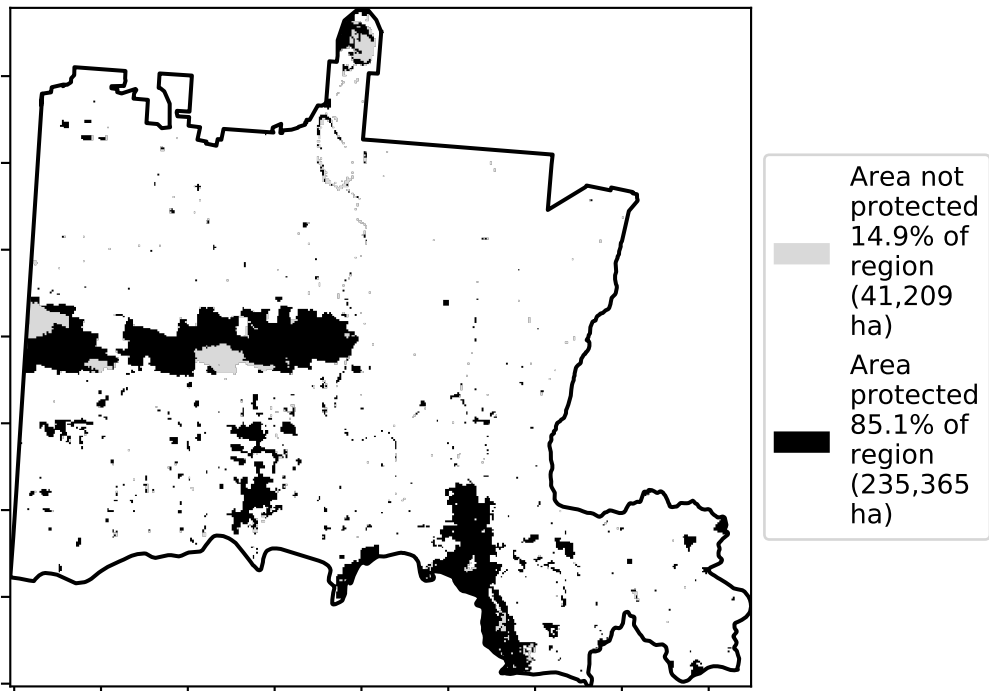 Area not
protected
14.9% of
region
(41,209
ha)
Area
protected
85.1% of
region
(235,365
ha)